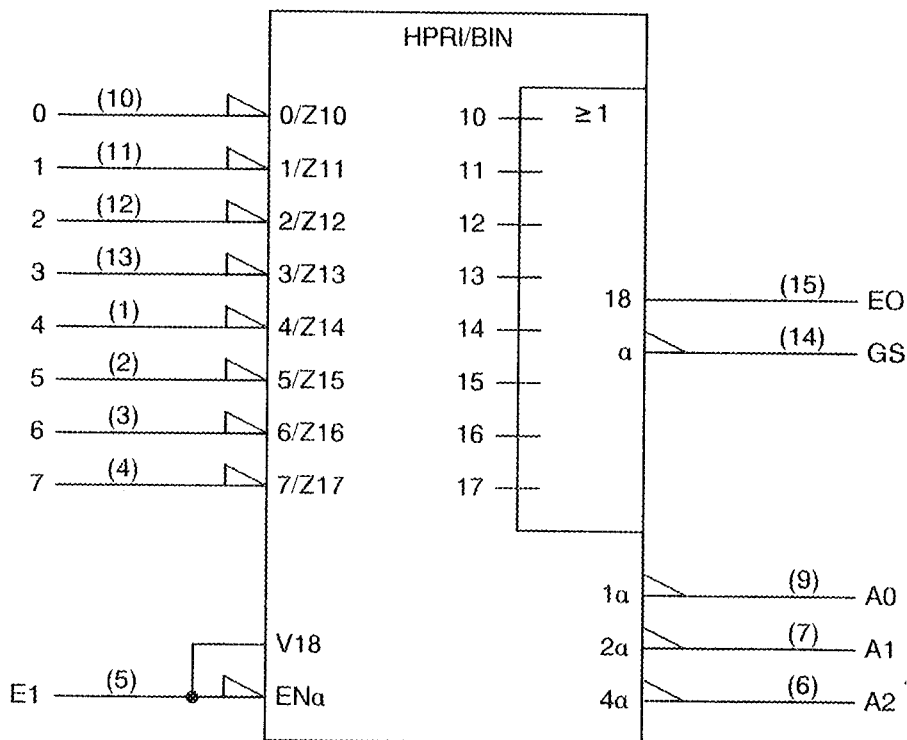 HPRI/BIN
0 (10) 0/Z10 10 ≥ 1
1 (11) 1/Z11 11
2 (12) 2/Z12 12
3 (13) 3/Z13 13
18 (15) EO
4 (1) 4/Z14 14
α (14) GS
5 (2) 5/Z15 15
6 (3) 6/Z16 16
7 (4) 7/Z17 17
1α (9) A0
V18 2α (7) A1
E1 (5) ENα 4α (6) A2